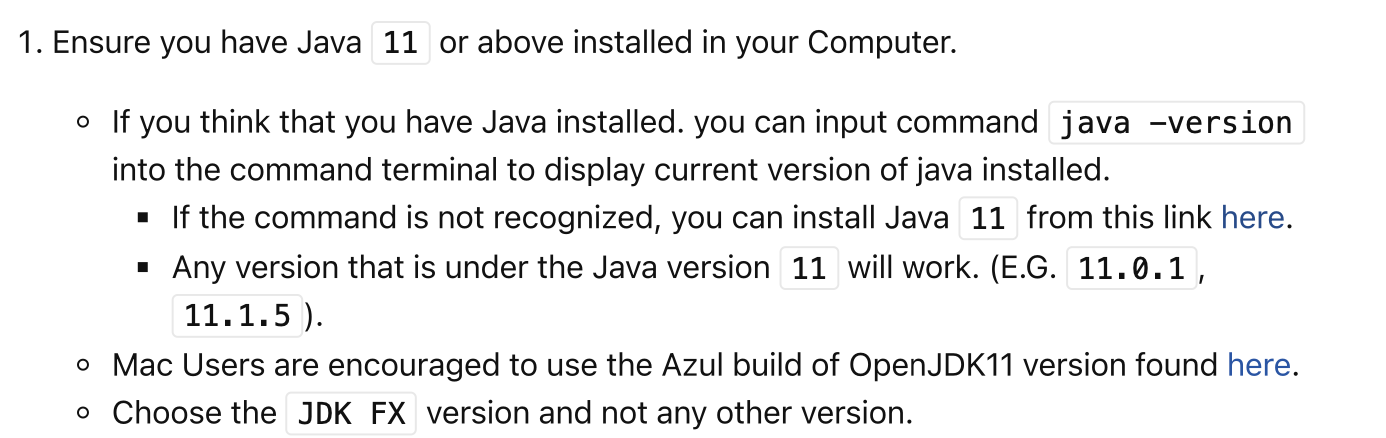 1. Ensure you have Java 11 or above installed in your Computer.
If you think that you have Java installed. you can input command java -version
into the command terminal to display current version of java installed.
If the command is not recognized, you can install Java 11 from this link here.
Any version that is under the Java version 11 will work. (E.G. 11.0.1,
11.1.5).
Mac Users are encouraged to use the Azul build of OpenJDK11 version found here.
Choose the JDK FX version and not any other version.